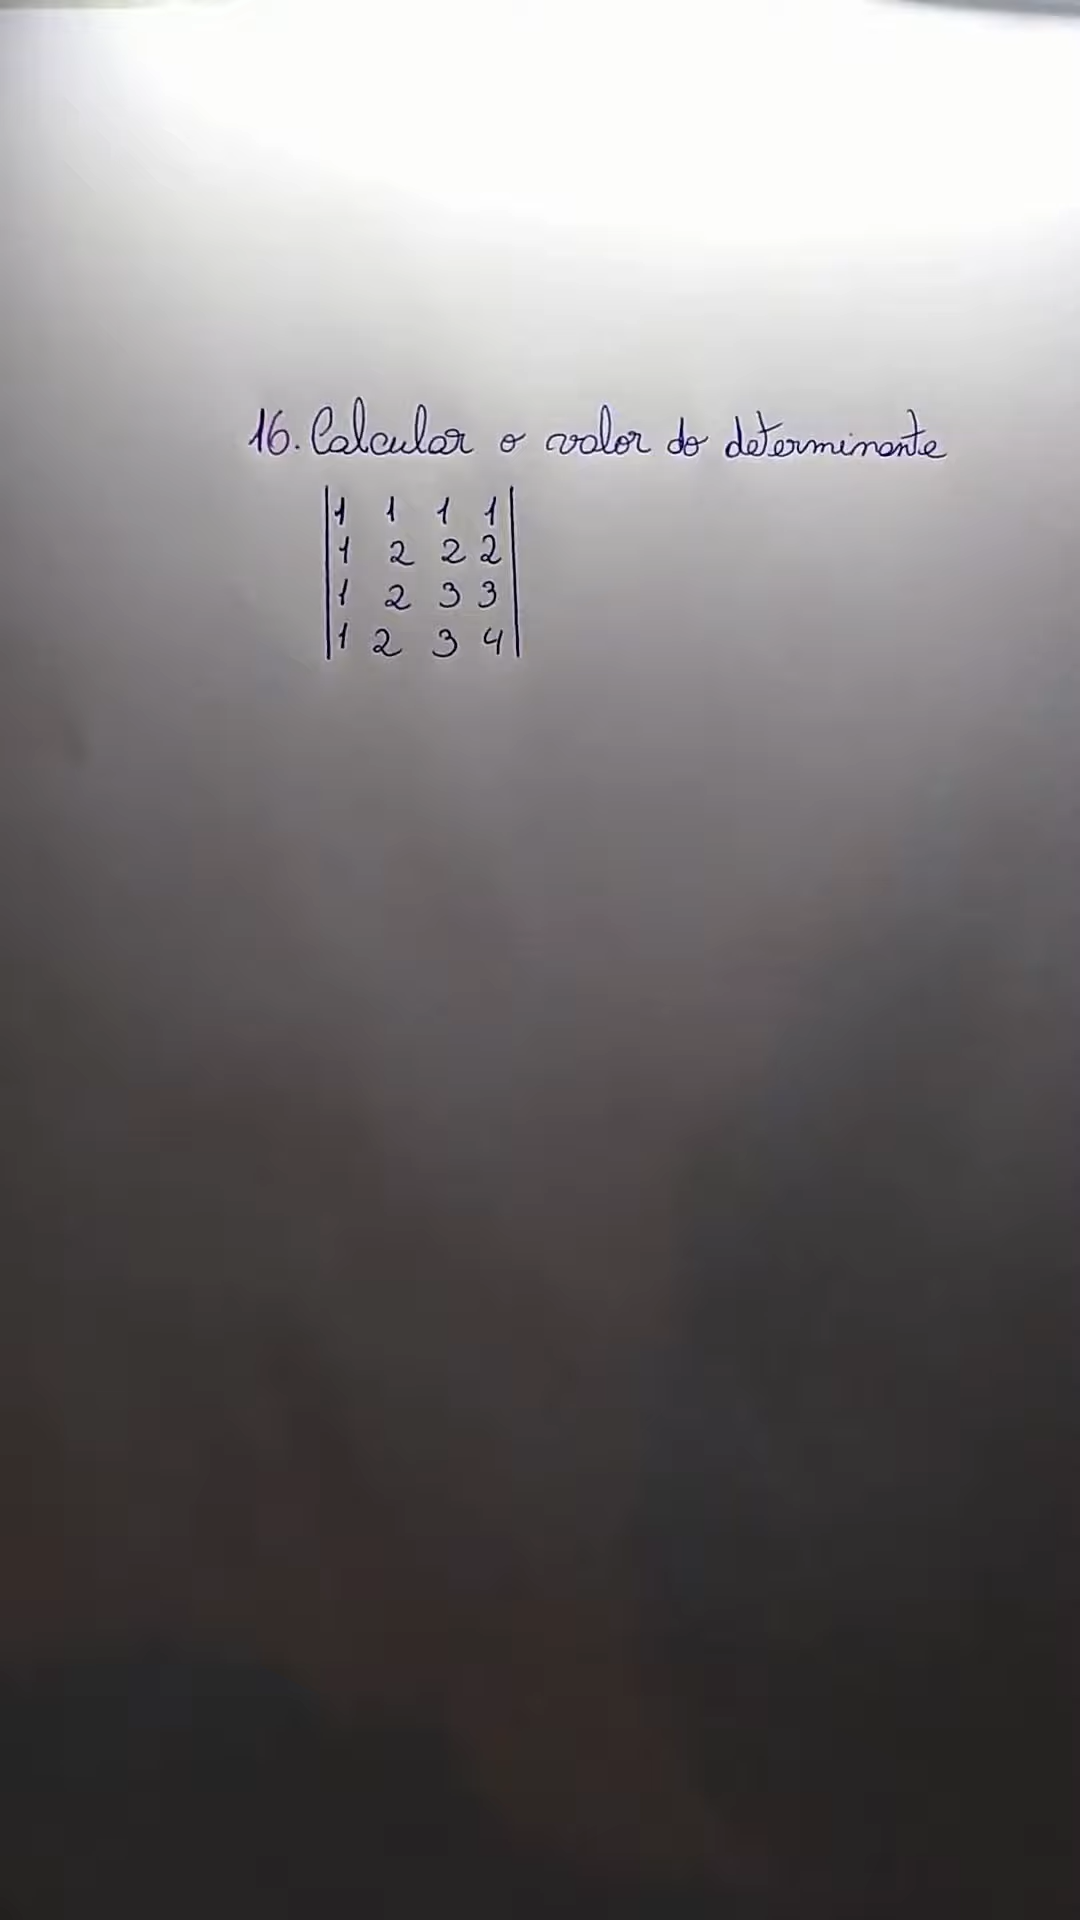 16. Calcular o valor do determinante
|1 1 1 1|
|1 2 2 2|
|1 2 3 3|
|1 2 3 4|